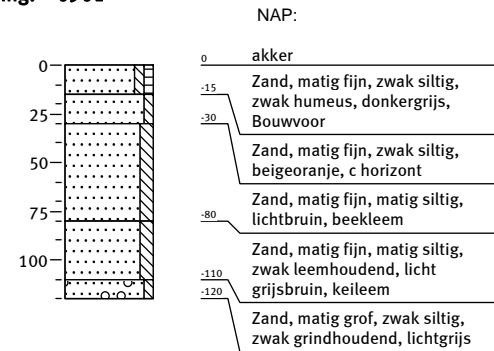 NAP:
0
25
50
75
100
0
akker
-15
Zand, matig fijn, zwak siltig,
zwak humeus, donkergrijs,
Bouwvoor
-30
Zand, matig fijn, zwak siltig,
beigeoranje, c horizont
-80
Zand, matig fijn, matig siltig,
lichtbruin, beekleem
-110
Zand, matig fijn, matig siltig,
zwak leemhoudend, licht
grijsbruin, keileem
-120
Zand, matig grof, zwak siltig,
zwak grindhoudend, lichtgrijs